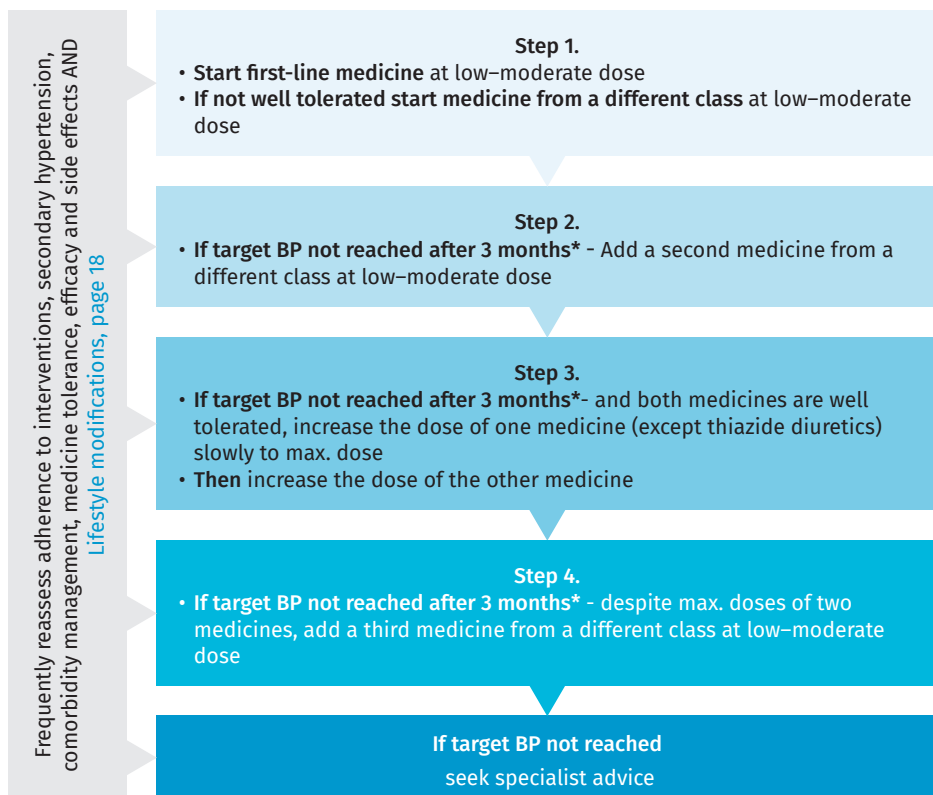 Frequently reassess adherence to interventions, secondary hypertension,
comorbidity management, medicine tolerance, efficacy and side effects AND
Lifestyle modifications, page 18
Step 1.
• Start first-line medicine at low–moderate dose
• If not well tolerated start medicine from a different class at low–moderate
dose
Step 2.
• If target BP not reached after 3 months* - Add a second medicine from a
different class at low–moderate dose
Step 3.
• If target BP not reached after 3 months*- and both medicines are well
tolerated, increase the dose of one medicine (except thiazide diuretics)
slowly to max. dose
• Then increase the dose of the other medicine
Step 4.
• If target BP not reached after 3 months* - despite max. doses of two
medicines, add a third medicine from a different class at low–moderate
dose
If target BP not reached
seek specialist advice